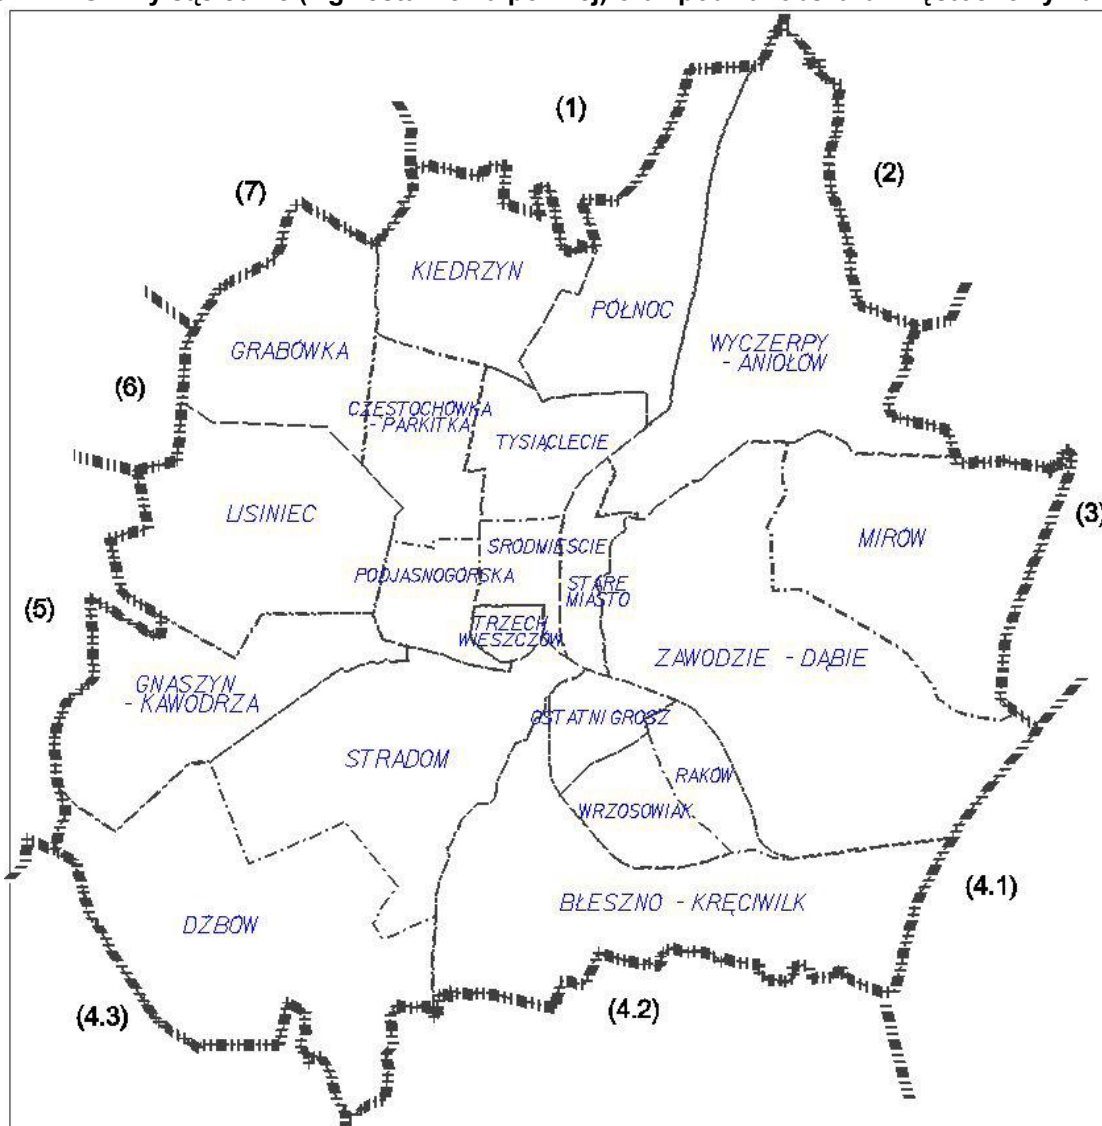 (1)
(2)
(7)
KIEDRZYN
PÓŁNOC
WYCZERPY
- ANIOŁÓW
GRABÓWKA
(6)
CZĘSTOCHÓWKA
- PARKITKA
TYSIĄCLECIE
LISINIEC
(3)
MIRÓW
ŚRÓDMIEŚCIE
PODJASNOGÓRSKA
STARE
MIASTO
(5)
TRZECH
WIESZCZÓW
ZAWODZIE - DĄBIE
GNASZYN
- KAWODRZA
OSTATNI GROSZ
STRADOM
RAKÓW
WRZOSOWIAK
(4.1)
BŁESZNO - KRĘCIWILK
DŹBÓW
(4.3)
(4.2)